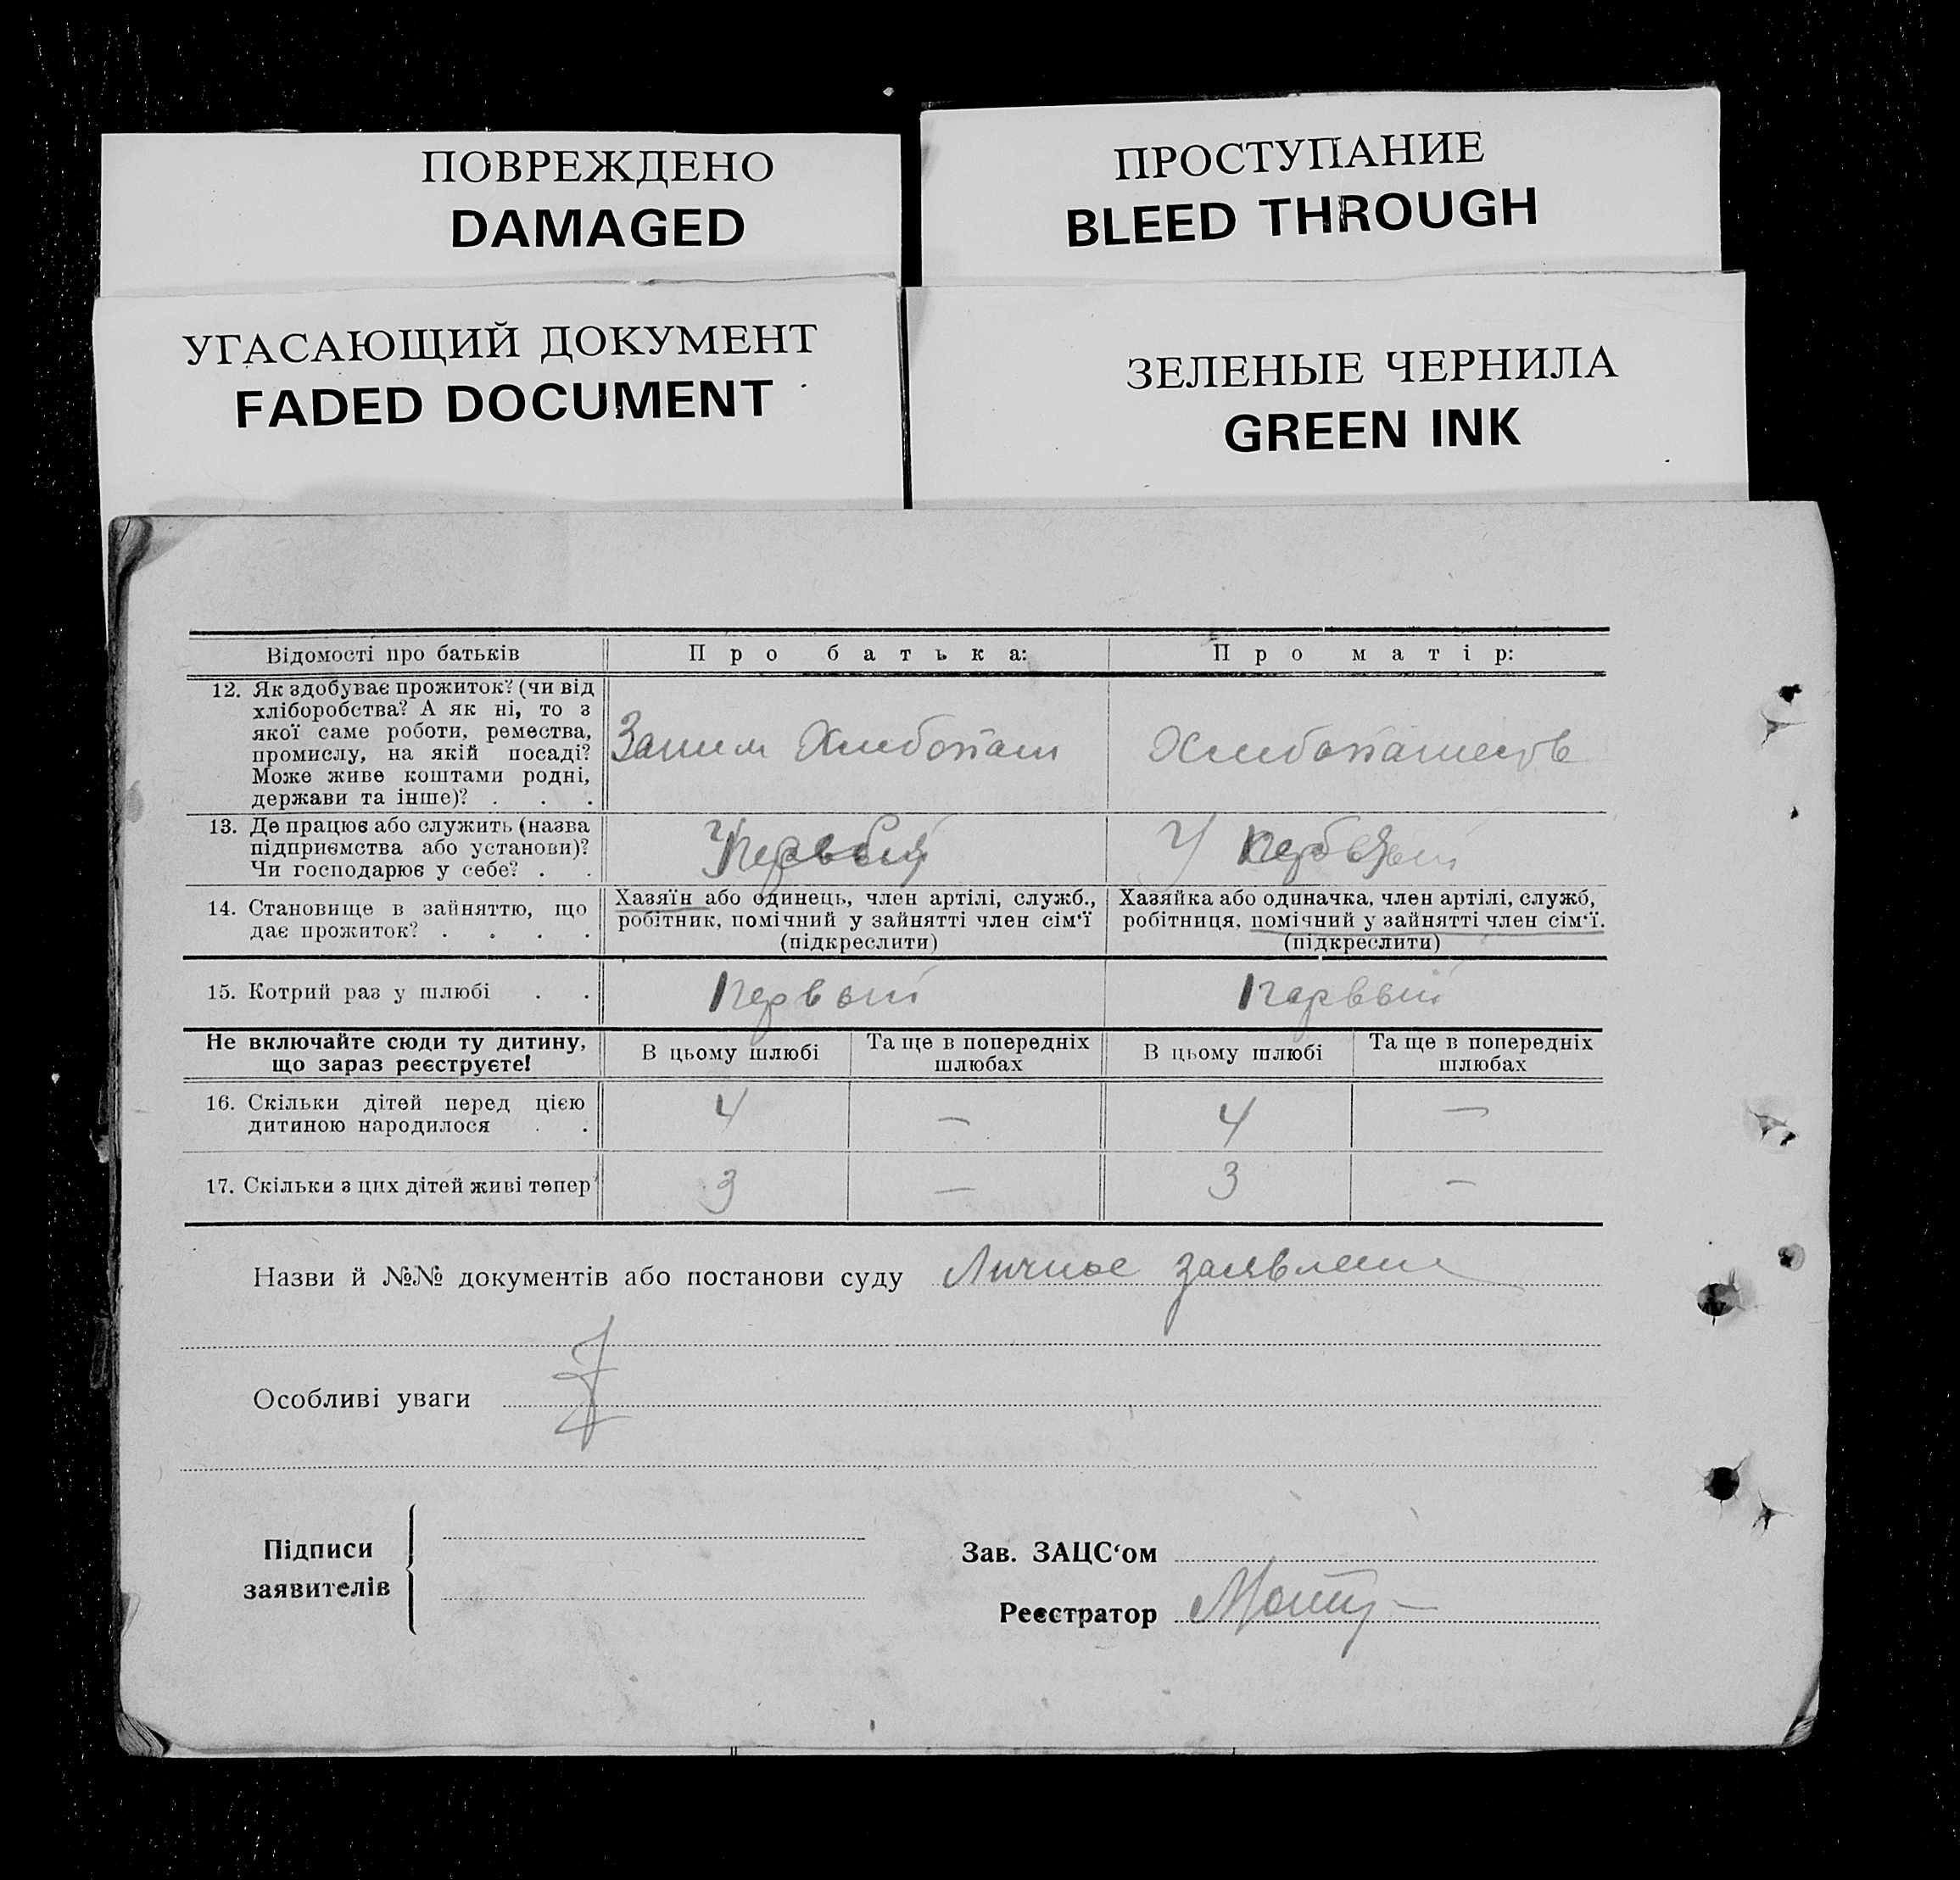 ПОВРЕЖДЕНО
DAMAGED
ПРОСТУПАНИЕ
BLEED THROUGH
УГАСАЮЩИЙ ДОКУМЕНТ
FADED DOCUMENT
ЗЕЛЕНЫЕ ЧЕРНИЛА
GREEN INK
Відомості про батьків
Про батька:
Про матір:
12. Як здобуває прожиток? (чи від
хліборобства? А як ні, то з
якої саме роботи, ремества,
промислу, на якій посаді?
Може живе коштами родні,
держави та інше)? . . .
13. Де працює або служить (назва
підприємства або установи)?
Чи господарює у себе? . .
У
Хазяїн або одинець, член артілі, служб.,
робітник, помічний у зайнятті член сім‘ї
(підкреслити)
Хазяйка або одиначка, член артілі, служб,
робітниця, помічний у зайнятті член сім‘ї.
(підкреслити)
14. Становище в зайняттю, що
дає прожиток? . . . .
15. Котрий раз у шлюбі . .
Первый
Первый
Не включайте сюди ту дитину,
що зараз реєструєте!
В цьому шлюбі
Та ще в попередніх
шлюбах
В цьому шлюбі
Та ще в попередніх
шлюбах
16. Скільки дітей перед цією
дитиною народилося . .
4
—
4
—
17. Скільки з цих дітей живі тепер
3
—
3
—
Назви й №№ документів або постанови суду Личное заявление
Особливі уваги
Підписи
заявителів
Зав. ЗАЦС‘ом
Реєстратор